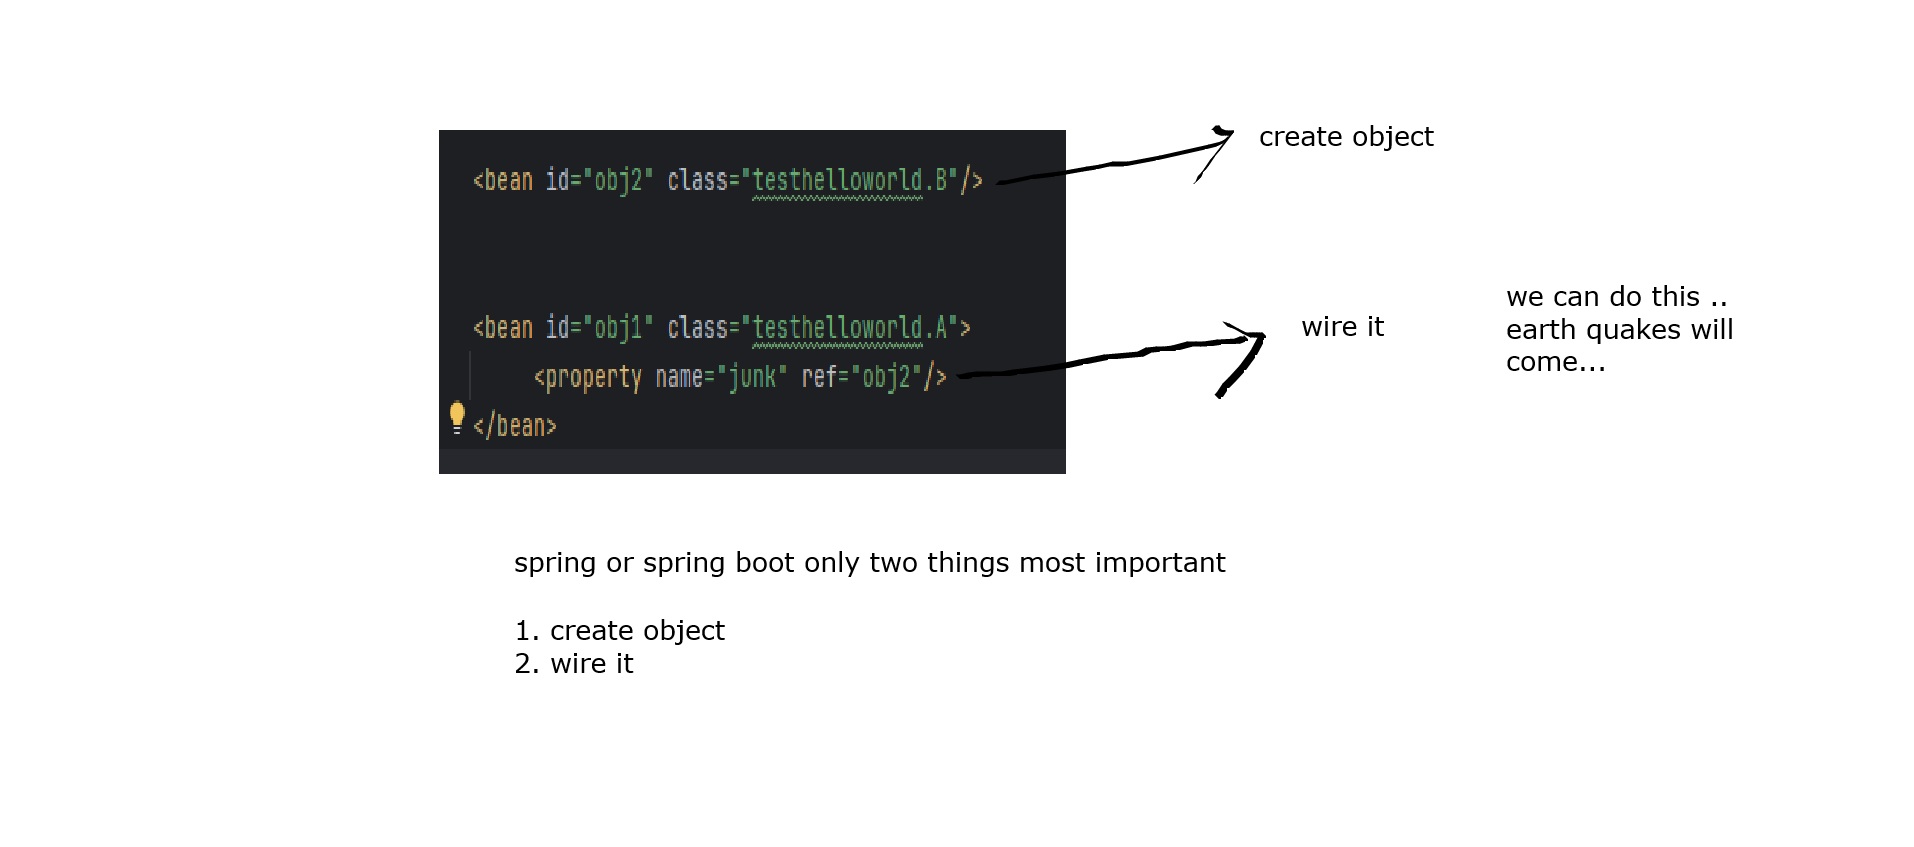 <bean id="obj2" class="testhelloworld.B"/>
create object
<bean id="obj1" class="testhelloworld.A">
<property name="junk" ref="obj2"/>
</bean>
wire it
we can do this ..
earth quakes will
come...
spring or spring boot only two things most important
1. create object
2. wire it